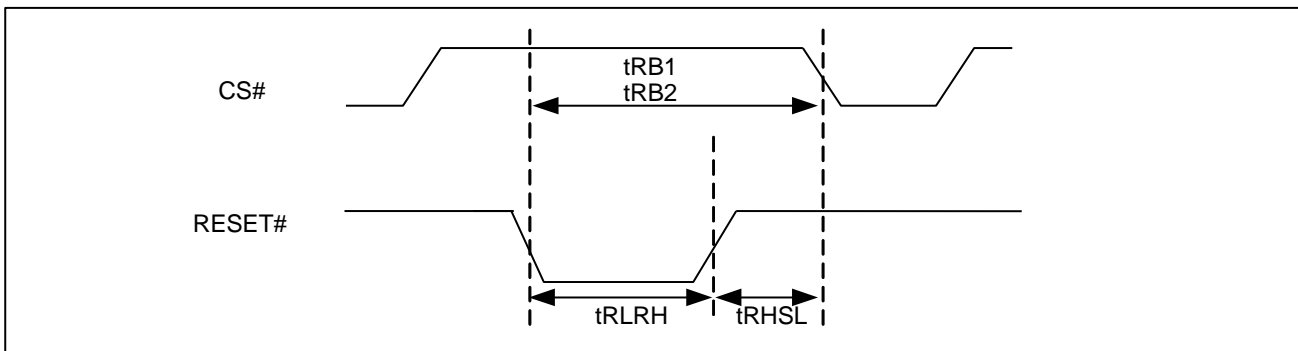 tRB1
CS#
tRB2
RESET#
tRLRH
tRHSL